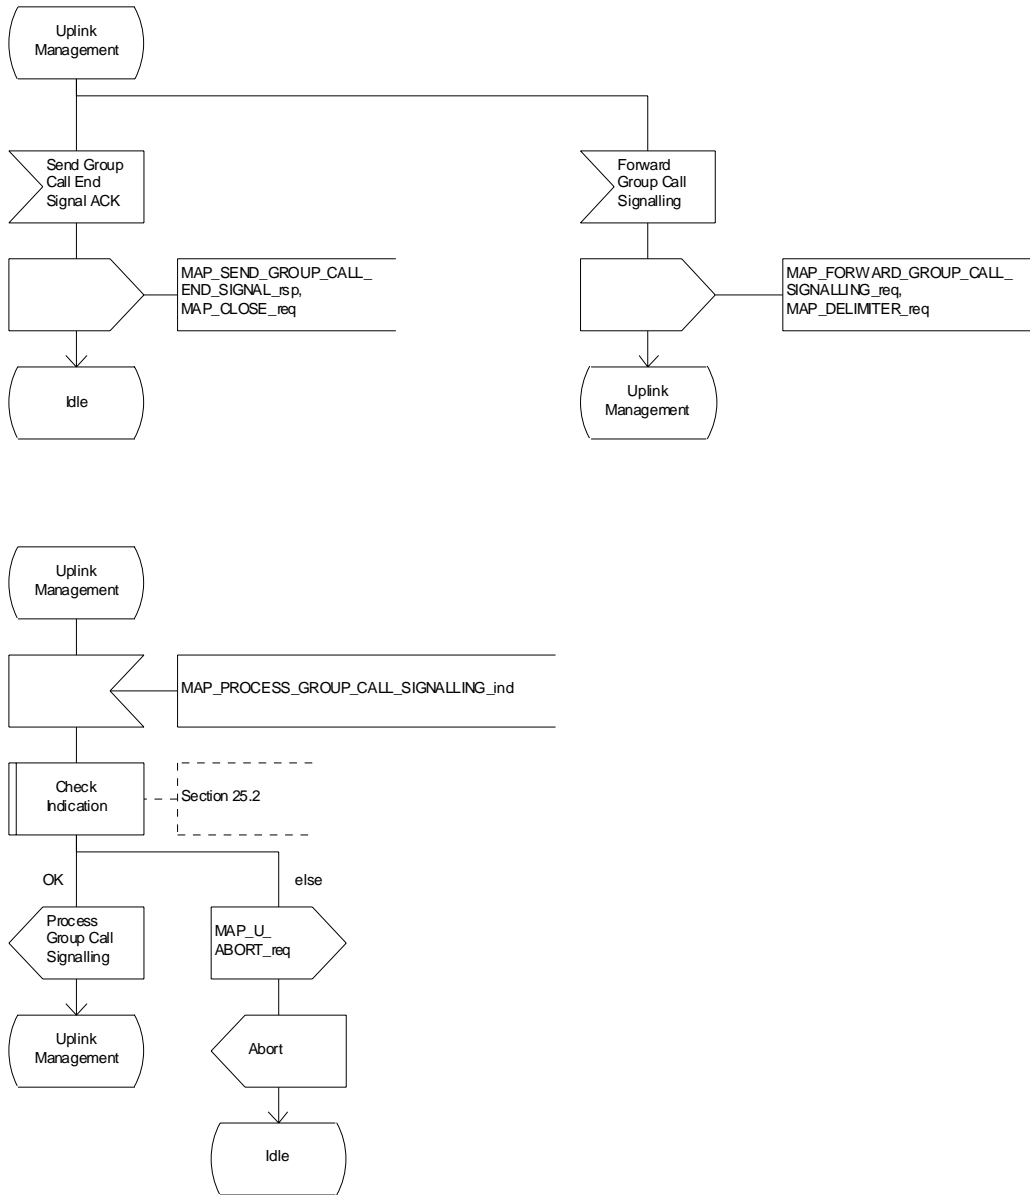 Uplink
Management
Send Group
Call End
Signal ACK
Forward
Group Call
Signalling
MAP_SEND_GROUP_CALL_
END_SIGNAL_rsp,
MAP_CLOSE_req
MAP_FORWARD_GROUP_CALL_
SIGNALLING_req,
MAP_DELIMITER_req
Idle
Uplink
Management
Uplink
Management
MAP_PROCESS_GROUP_CALL_SIGNALLING_ind
Check
Indication
Section 25.2
OK
else
Process
Group Call
Signalling
MAP_U_
ABORT_req
Uplink
Management
Abort
Idle